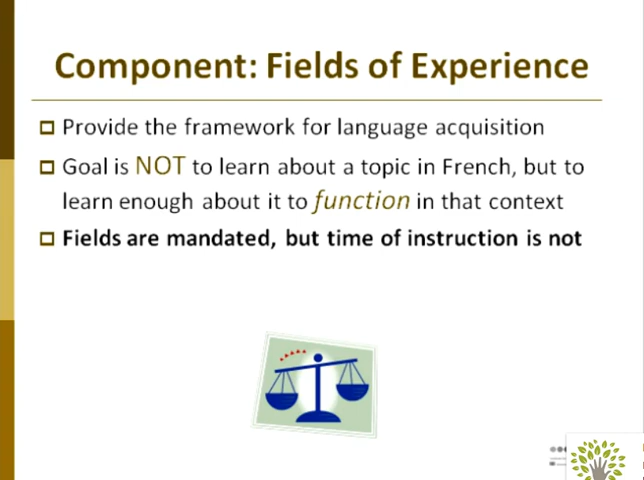 Component: Fields of Experience
Provide the framework for language acquisition
Goal is NOT to learn about a topic in French, but to
learn enough about it to function in that context
Fields are mandated, but time of instruction is not